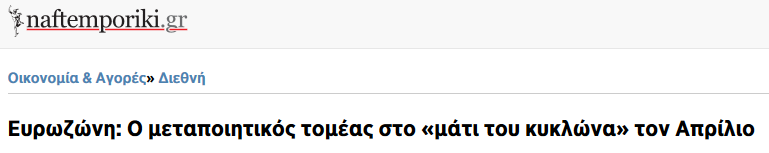 naftemporiki.gr
Οικονομία & Αγορές» Διεθνή
Ευρωζώνη: Ο μεταποιητικός τομέας στο «μάτι του κυκλώνα» τον Απρίλιο